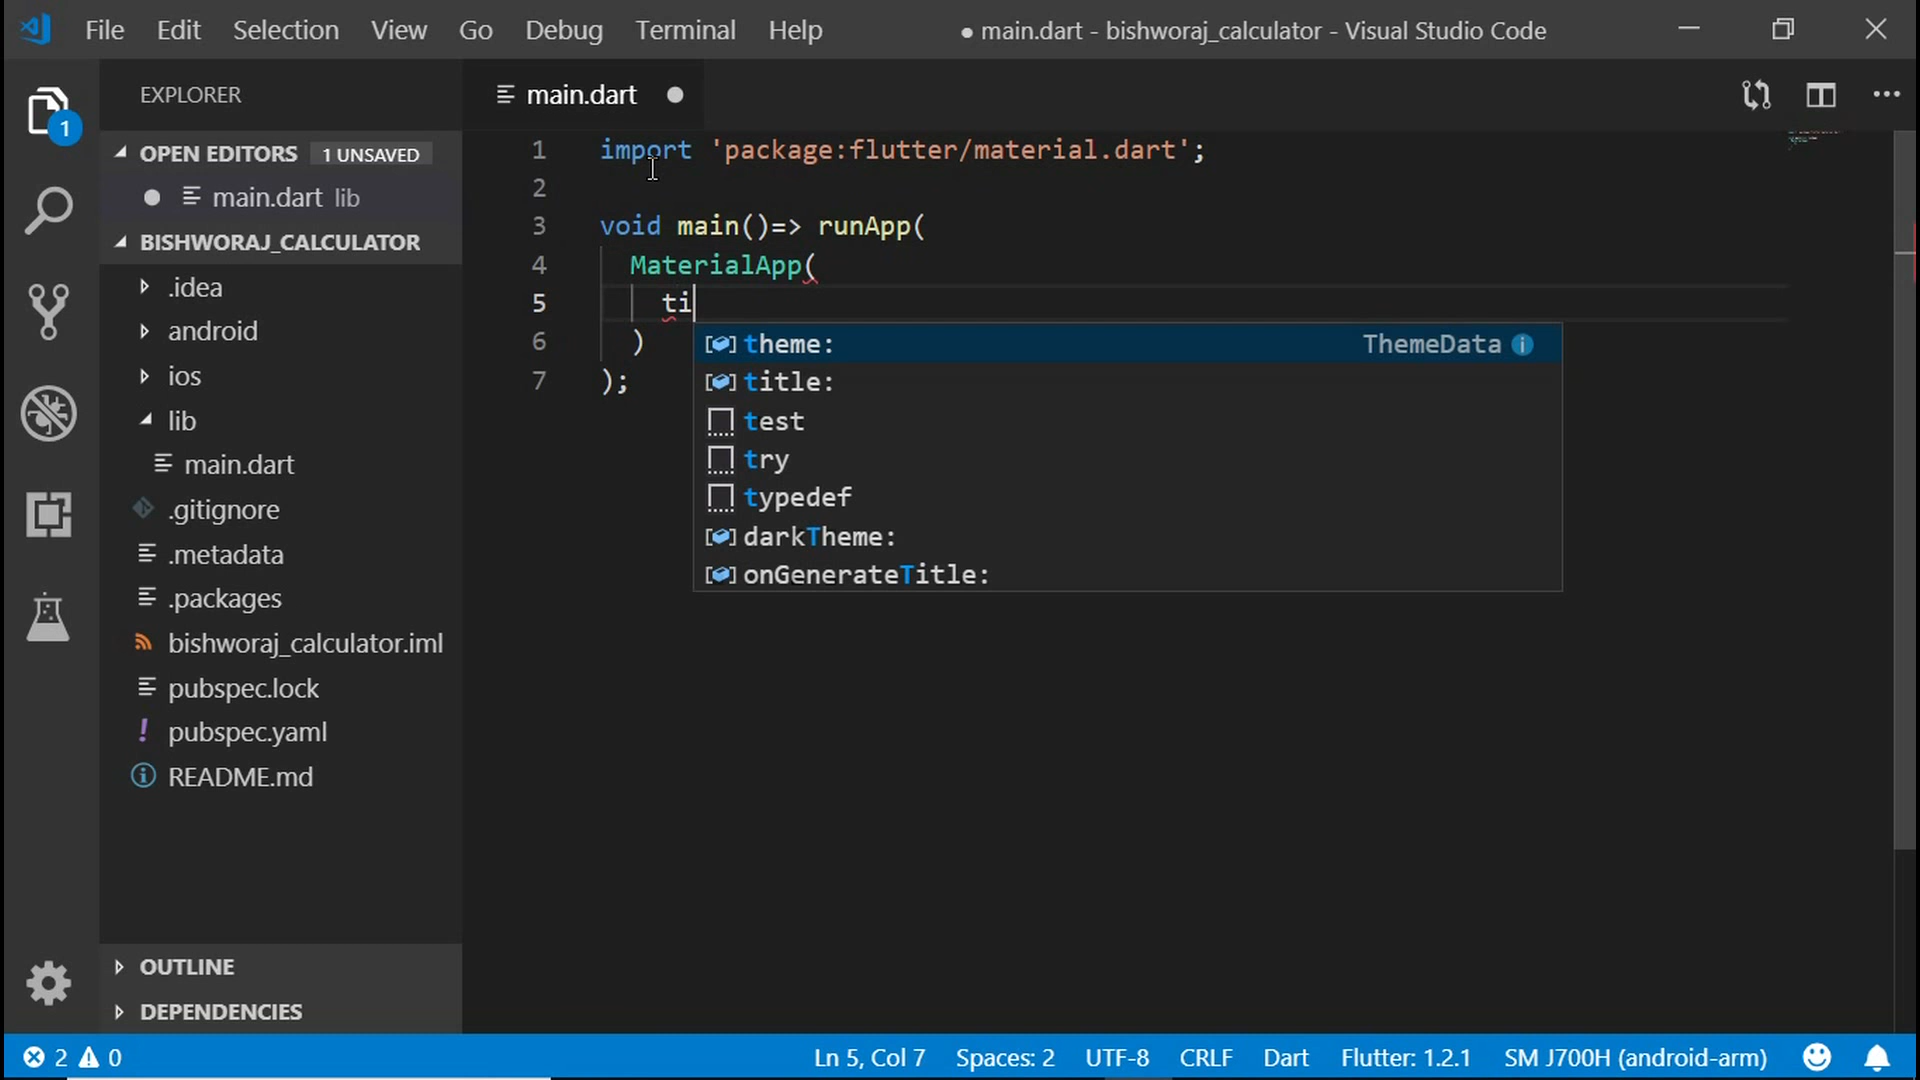 File Edit Selection View Go Debug Terminal Help ● main.dart - bishworaj_calculator - Visual Studio Code
EXPLORER
main.dart
1
OPEN EDITORS 1 UNSAVED
main.dart lib
BISHWORAJ_CALCULATOR
.idea
android
ios
lib
main.dart
.gitignore
.metadata
.packages
bishworaj_calculator.iml
pubspec.lock
! pubspec.yaml
README.md
OUTLINE
DEPENDENCIES
1 import 'package:flutter/material.dart';
2
3 void main()=> runApp(
4 MaterialApp(
5 ti
6 )
7 );
theme: ThemeData
title:
test
try
typedef
darkTheme:
onGenerateTitle:
2 0 Ln 5, Col 7 Spaces: 2 UTF-8 CRLF Dart Flutter: 1.2.1 SM J700H (android-arm)